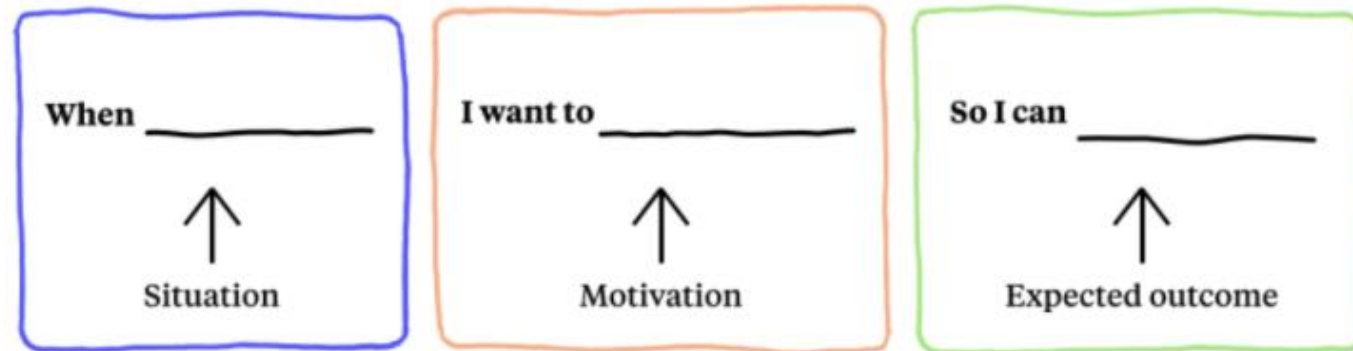 When
Situation
I want to
Motivation
So I can
Expected outcome